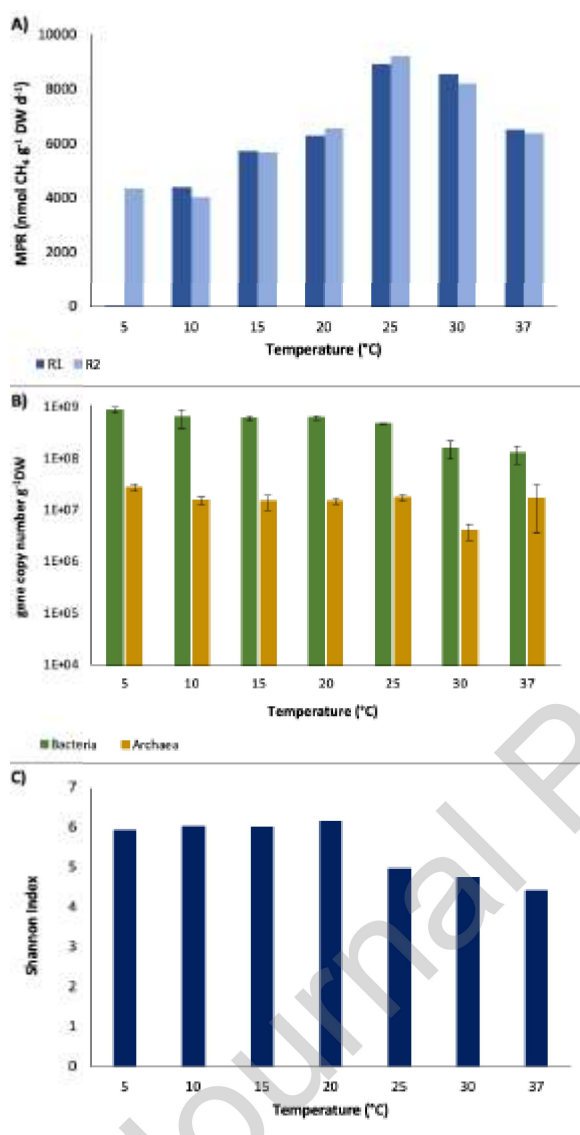 A)
10000
8000
6000
4000
2000
0
MPR (nmol CH₄ g⁻¹ DW d⁻¹)
5 10 15 20 25 30 37
Temperature (°C)
R1 R2
B)
1E+09
1E+08
1E+07
1E+06
1E+05
1E+04
gene copy number g⁻¹DW
5 10 15 20 25 30 37
Temperature (°C)
Bacteria Archaea
C)
7
6
5
4
3
2
1
0
Shannon Index
5 10 15 20 25 30 37
Temperature (°C)
Journal P